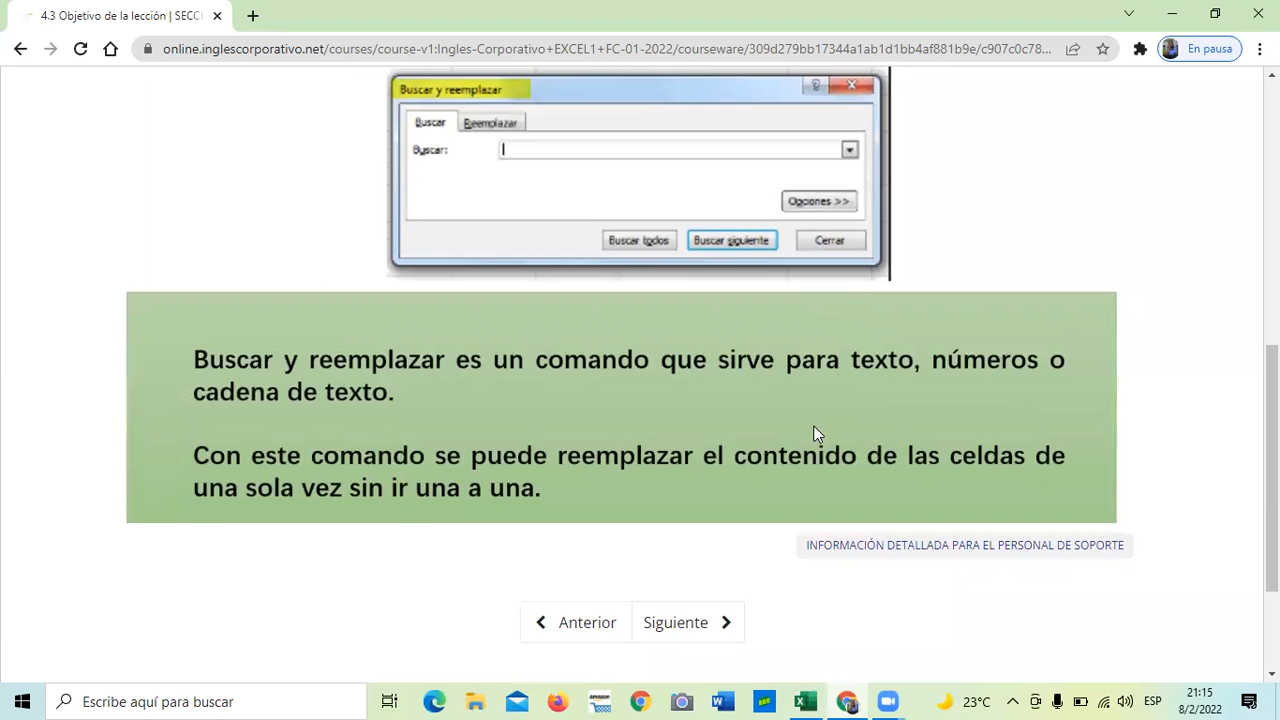 4.3 Objetivo de la lección | SECCI
online.inglescorporativo.net/courses/course-v1:Ingles-Corporativo+EXCEL1+FC-01-2022/courseware/309d279bb17344a1ab1d1bb4af881b9e/c907c0c78...
En pausa
Buscar y reemplazar
Buscar Reemplazar
Buscar:
Opciones >>
Buscar todos Buscar siguiente Cerrar
Buscar y reemplazar es un comando que sirve para texto, números o
cadena de texto.
Con este comando se puede reemplazar el contenido de las celdas de
una sola vez sin ir una a una.
INFORMACIÓN DETALLADA PARA EL PERSONAL DE SOPORTE
Anterior Siguiente
Escribe aquí para buscar
amazon
23°C
ESP
21:15
8/2/2022